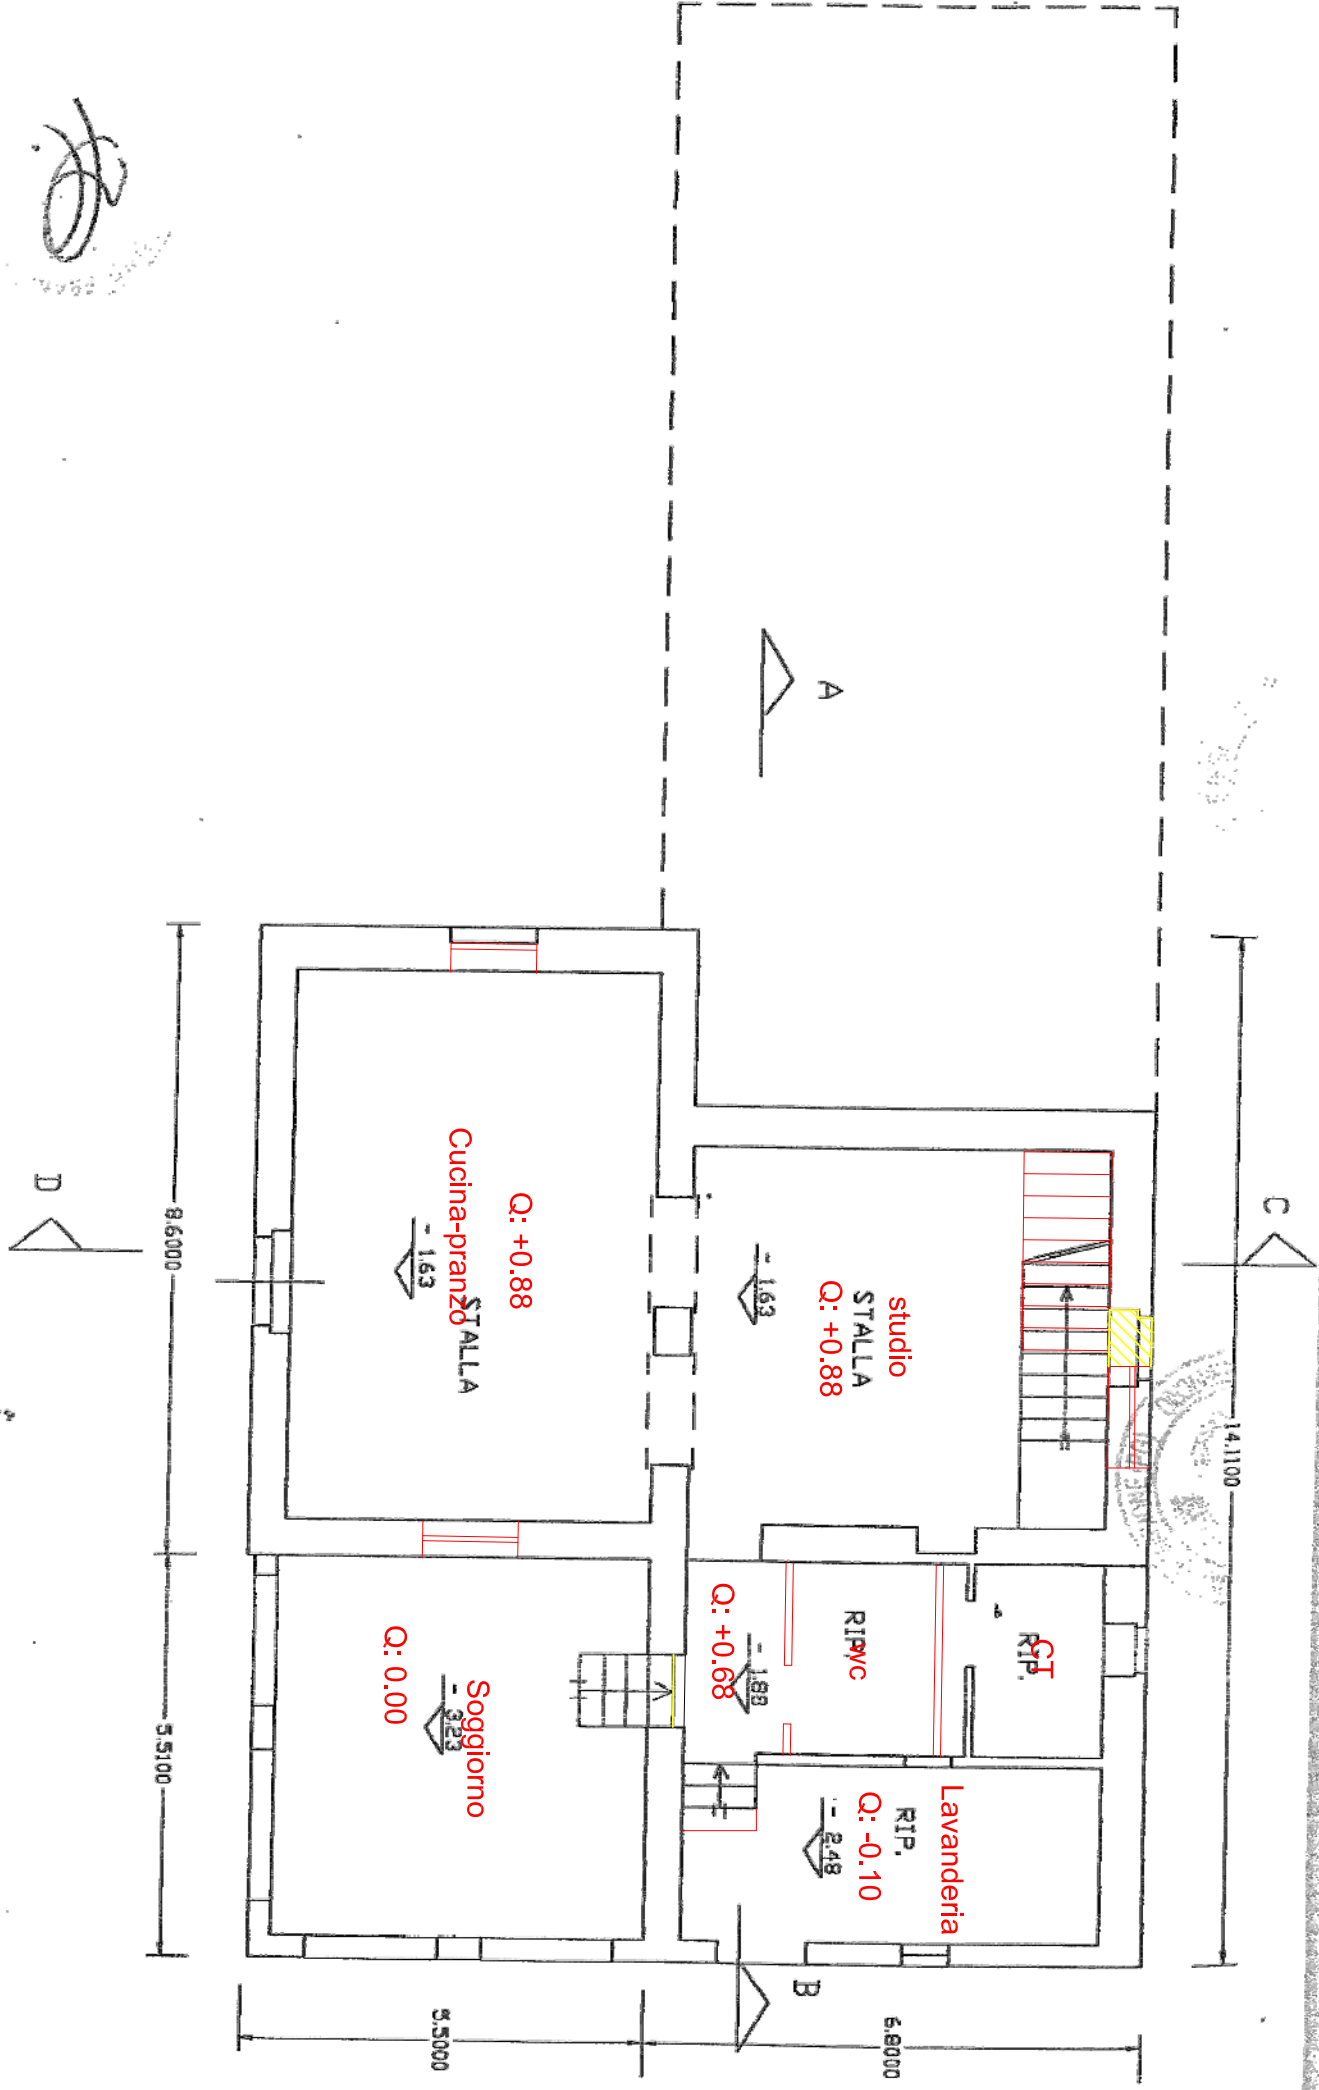 A
C
D
14.1100
8.6000
Q: +0.88
Cucina-pranzo
STALLA
- 1.63
studio
STALLA
Q: +0.88
- 1.63
5.5100
CT
RIP.
wc
RIP.
Q: +0.68
- 1.88
Soggiorno
- 3.23
Q: 0.00
Lavanderia
RIP.
Q: -0.10
- 2.48
B
6.8000
5.5000